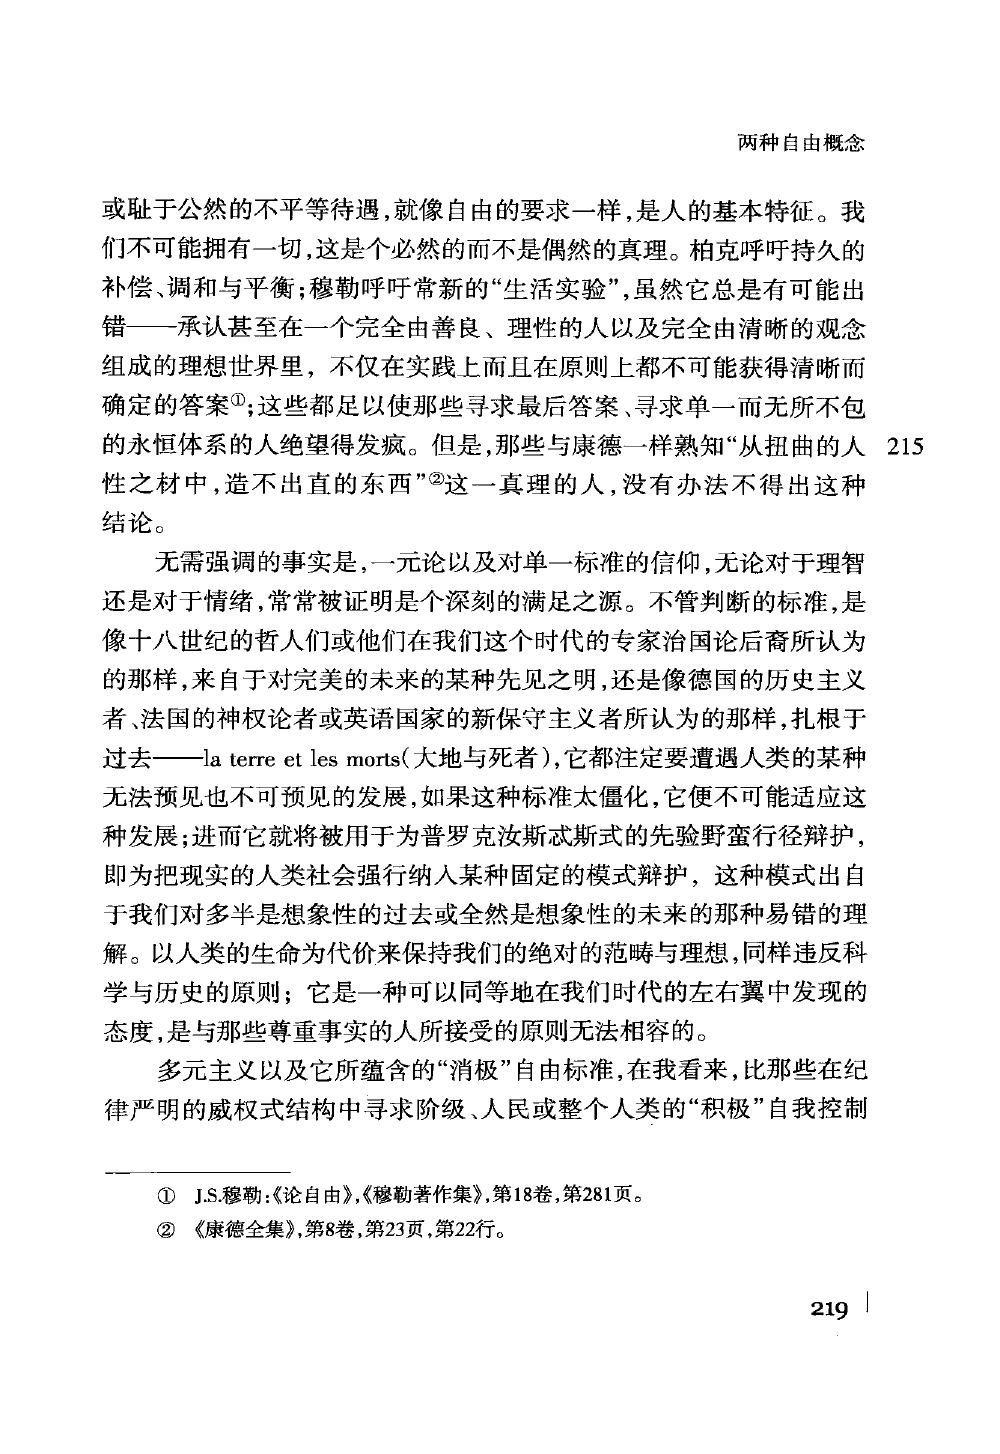 两种自由概念
或耻于公然的不平等待遇,就像自由的要求一样,是人的基本特征。我
们不可能拥有一切,这是个必然的而不是偶然的真理。柏克呼吁持久的
补偿、调和与平衡;穆勒呼吁常新的“生活实验”,虽然它总是有可能出
错——承认甚至在一个完全由善良、理性的人以及完全由清晰的观念
组成的理想世界里，不仅在实践上而且在原则上都不可能获得清晰而
确定的答案①;这些都足以使那些寻求最后答案、寻求单一而无所不包
的永恒体系的人绝望得发疯。但是,那些与康德一样熟知“从扭曲的人 215
性之材中,造不出直的东西”②这一真理的人,没有办法不得出这种
结论。
无需强调的事实是,一元论以及对单一标准的信仰,无论对于理智
还是对于情绪,常常被证明是个深刻的满足之源。不管判断的标准,是
像十八世纪的哲人们或他们在我们这个时代的专家治国论后裔所认为
的那样,来自于对完美的未来的某种先见之明,还是像德国的历史主义
者、法国的神权论者或英语国家的新保守主义者所认为的那样,扎根于
过去——la terre et les morts(大地与死者),它都注定要遭遇人类的某种
无法预见也不可预见的发展,如果这种标准太僵化,它便不可能适应这
种发展;进而它就将被用于为普罗克汝斯忒斯式的先验野蛮行径辩护,
即为把现实的人类社会强行纳入某种固定的模式辩护，这种模式出自
于我们对多半是想象性的过去或全然是想象性的未来的那种易错的理
解。以人类的生命为代价来保持我们的绝对的范畴与理想,同样违反科
学与历史的原则；它是一种可以同等地在我们时代的左右翼中发现的
态度,是与那些尊重事实的人所接受的原则无法相容的。
多元主义以及它所蕴含的“消极”自由标准,在我看来,比那些在纪
律严明的威权式结构中寻求阶级、人民或整个人类的“积极”自我控制
① J.S.穆勒:《论自由》,《穆勒著作集》,第18卷,第281页。
② 《康德全集》,第8卷,第23页,第22行。
219